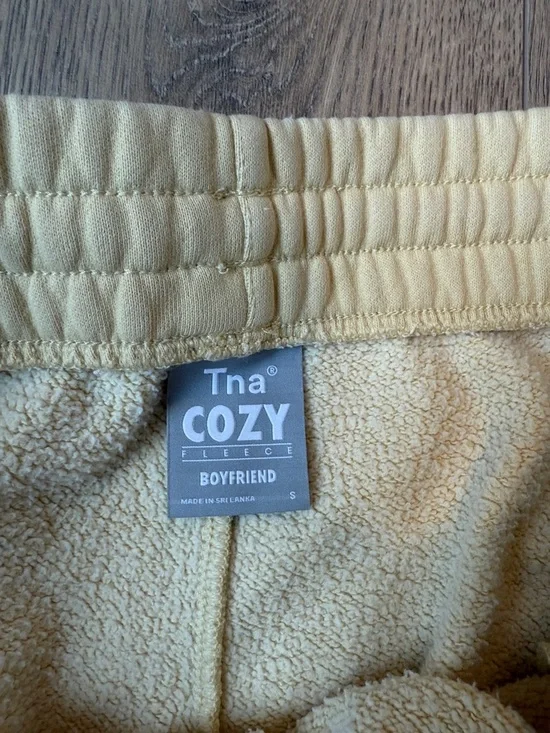 Tna®
COZY
FLEECE
BOYFRIEND
MADE IN SRI LANKA S